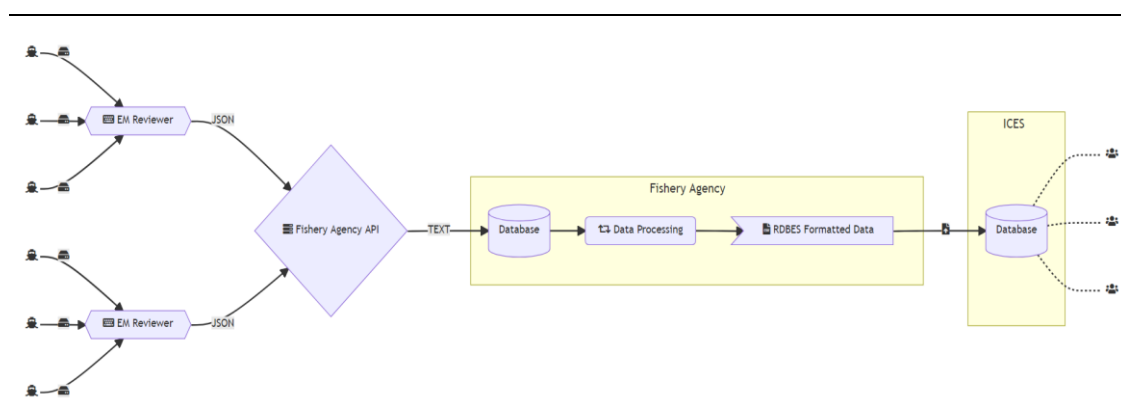 EM Reviewer
JSON
Fishery Agency API
TEXT
Fishery Agency
Database
Data Processing
RDBES Formatted Data
ICES
Database
EM Reviewer
JSON